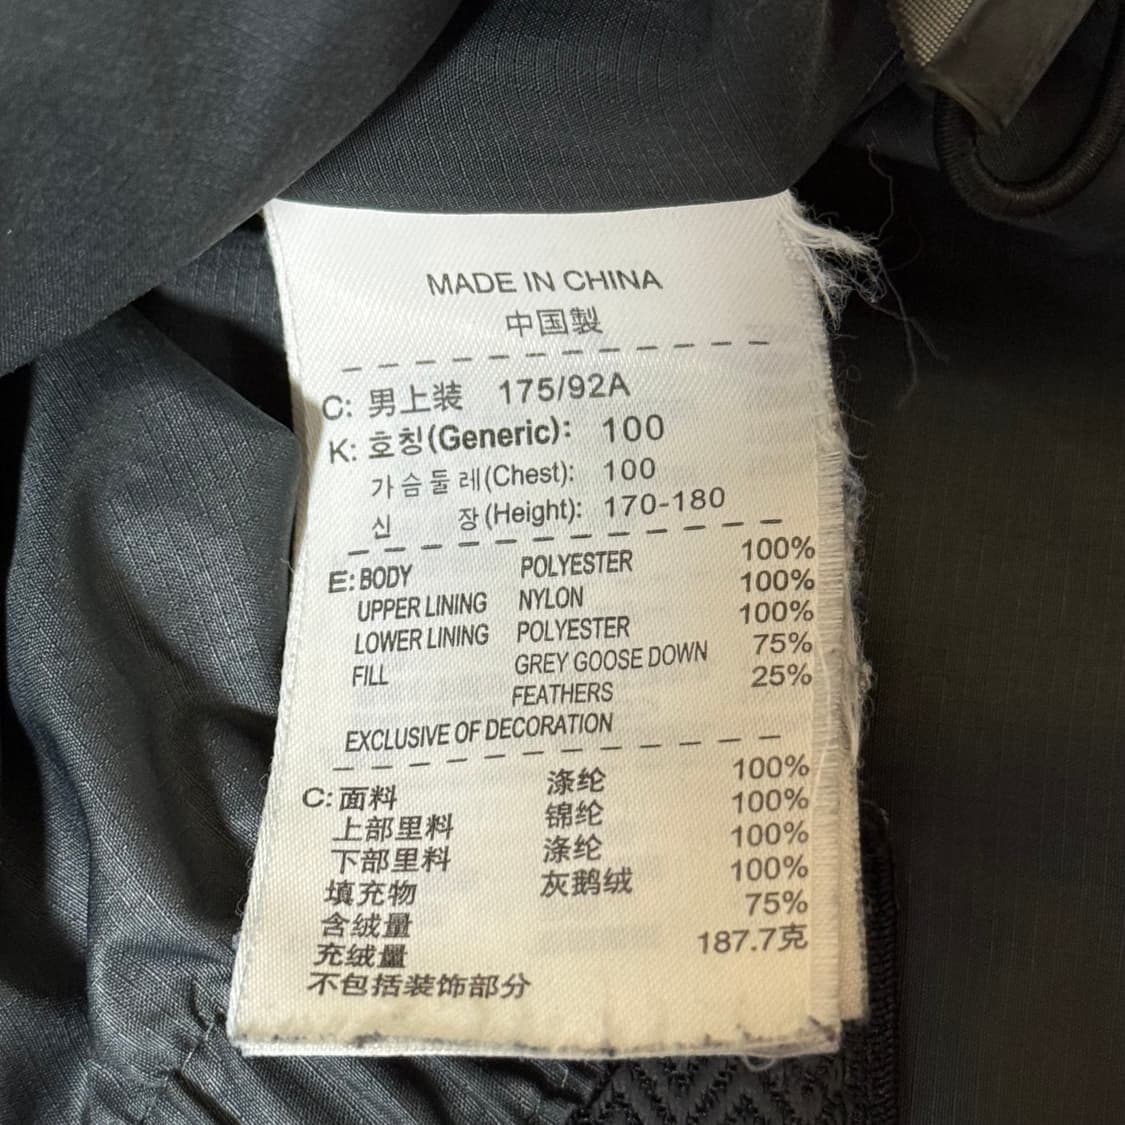 MADE IN CHINA
中国製
C: 男上装 175/92A
K: 호칭(Generic): 100
가슴둘레(Chest): 100
신 장(Height): 170-180
E: BODY POLYESTER 100%
UPPER LINING NYLON 100%
LOWER LINING POLYESTER 100%
FILL GREY GOOSE DOWN 75%
FEATHERS 25%
EXCLUSIVE OF DECORATION
C: 面料 涤纶 100%
上部里料 锦纶 100%
下部里料 涤纶 100%
填充物 灰鹅绒 100%
含绒量 75%
充绒量 187.7克
不包括装饰部分